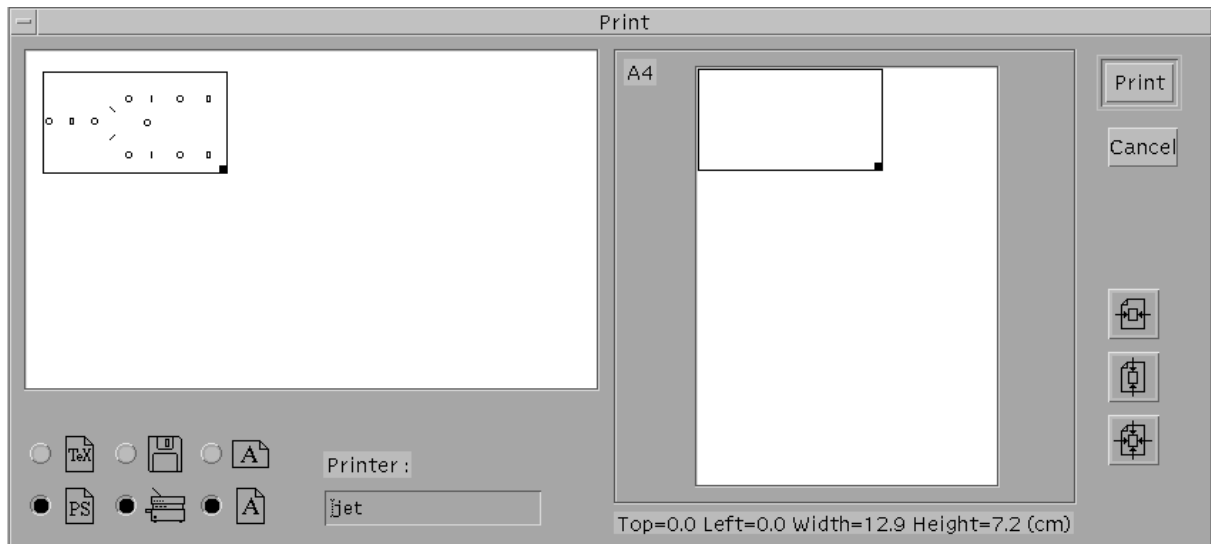 Print
A4
Print
Cancel
TeX
A
Printer :
PS
A
jet
Top=0.0 Left=0.0 Width=12.9 Height=7.2 (cm)